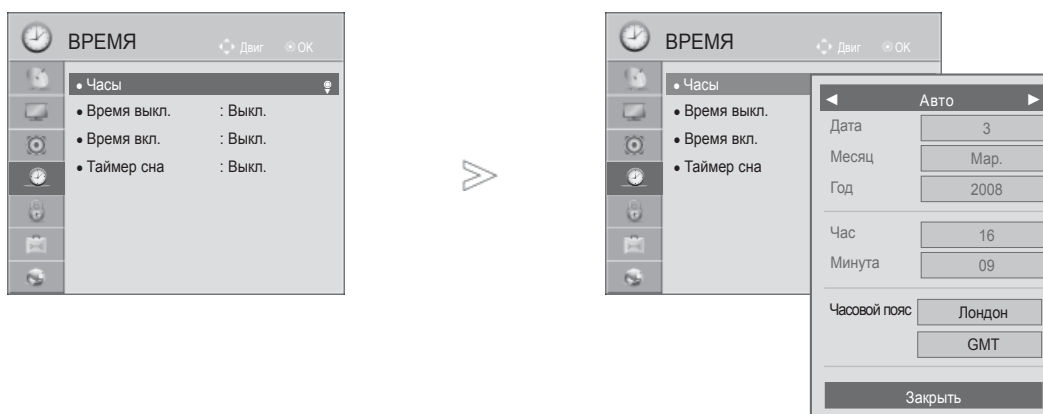 ВРЕМЯ Двиг OK
• Часы
• Время выкл. : Выкл.
• Время вкл. : Выкл.
• Таймер сна : Выкл.
ВРЕМЯ Двиг OK
• Часы
• Время выкл.
• Время вкл.
• Таймер сна
◄ Авто ►
Дата 3
Месяц Мар.
Год 2008
Час 16
Минута 09
Часовой пояс Лондон
GMT
Закрыть